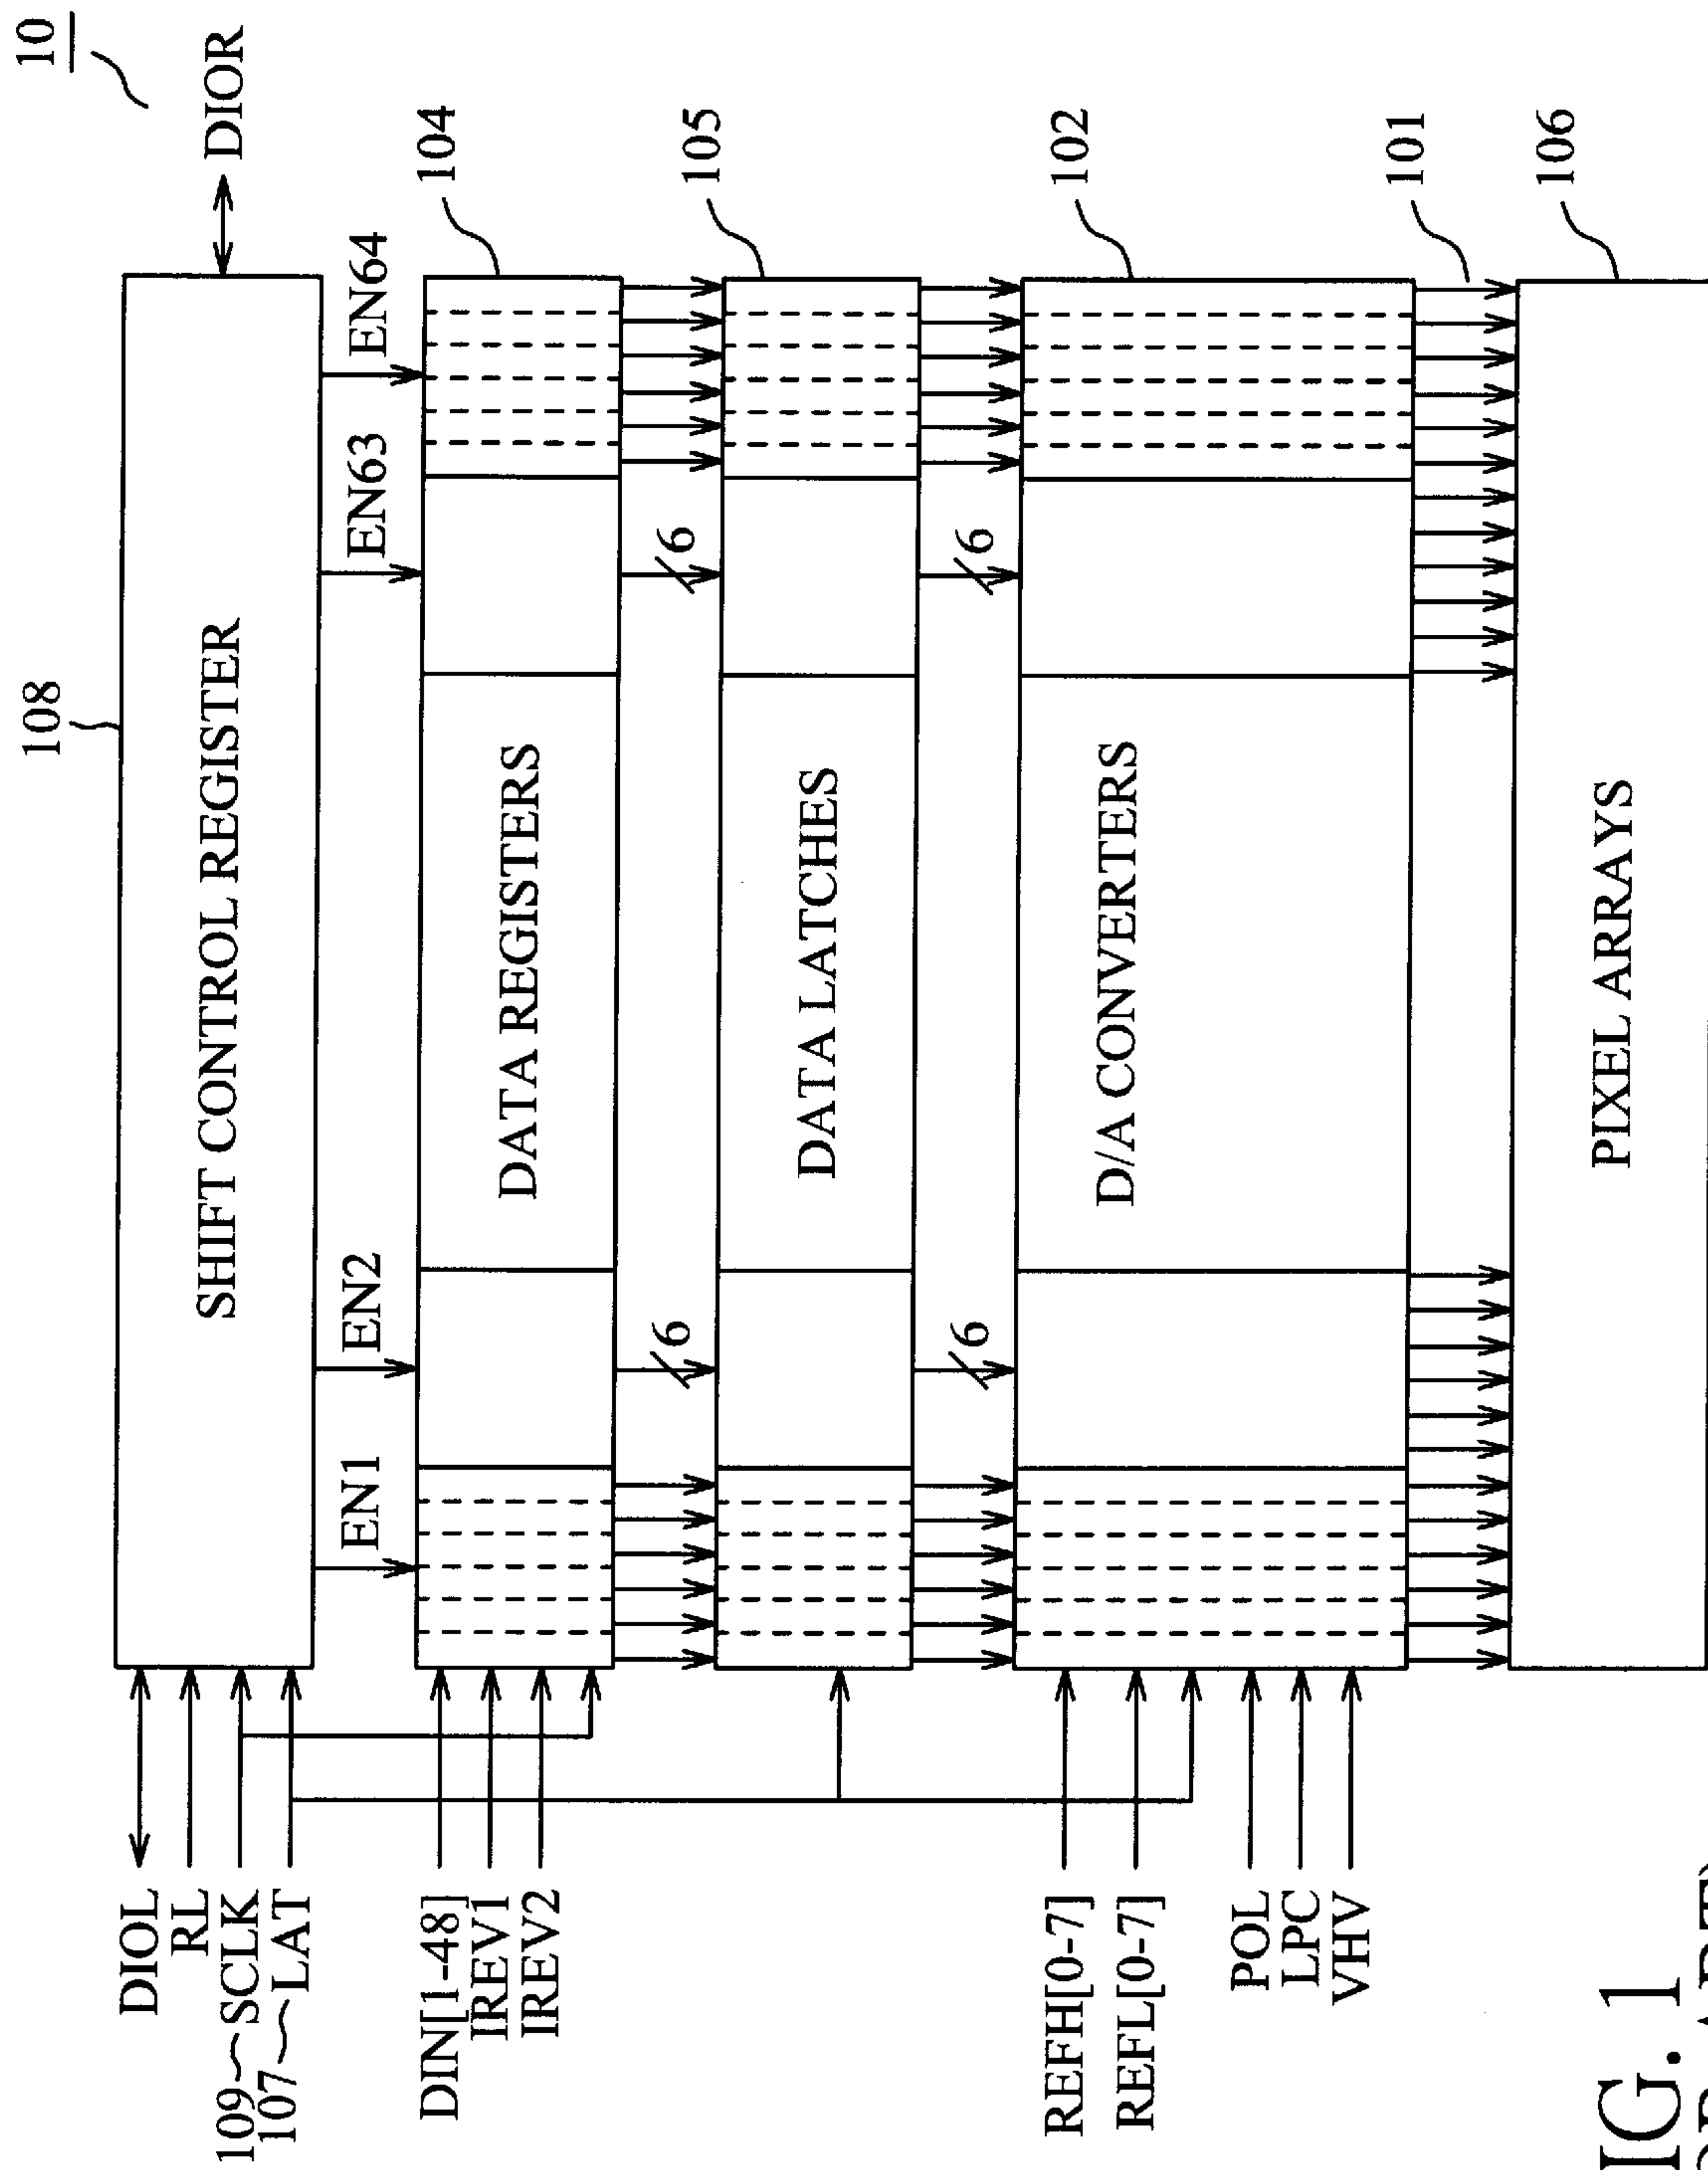 10
108
SHIFT CONTROL REGISTER
DIOL
RL
109~SCLK
107~LAT
DIOR
EN1
EN2
EN63
EN64
DIN[1-48]
IREV1
IREV2
DATA REGISTERS
104
6
6
DATA LATCHES
105
6
6
REFH[0-7]
REFL[0-7]
POL
LPC
VHV
D/A CONVERTERS
102
101
PIXEL ARRAYS
106
IG. 1